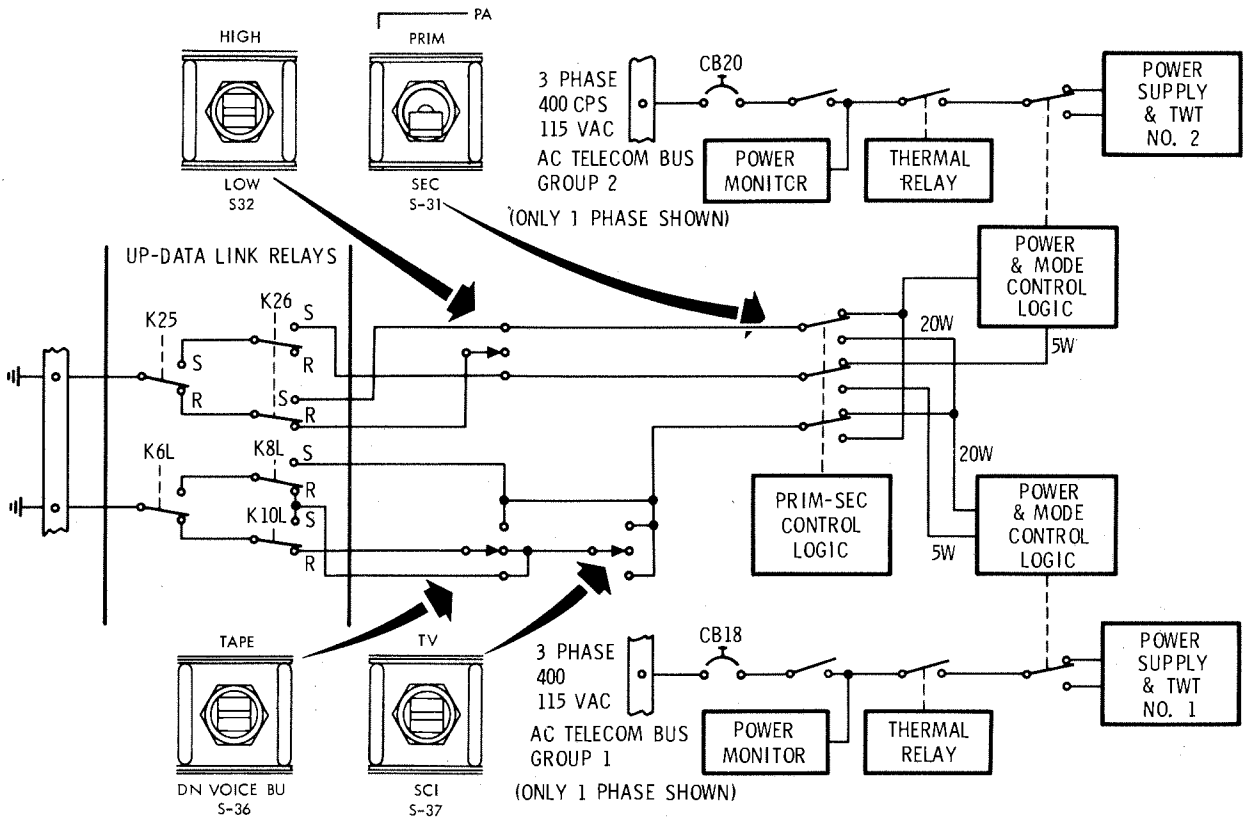 PA
HIGH
LOW
S32
PRIM
SEC
S-31
3 PHASE
400 CPS
115 VAC
AC TELECOM BUS
GROUP 2
(ONLY 1 PHASE SHOWN)
CB20
POWER
MONITOR
THERMAL
RELAY
POWER
SUPPLY
& TWT
NO. 2
UP-DATA LINK RELAYS
K25
S
R
K26
S
R
S
R
K6L
K8L
S
R
K10L
S
R
20W
5W
POWER
& MODE
CONTROL
LOGIC
PRIM-SEC
CONTROL
LOGIC
20W
5W
POWER
& MODE
CONTROL
LOGIC
TAPE
DN VOICE BU
S-36
TV
SCI
S-37
3 PHASE
400
115 VAC
AC TELECOM BUS
GROUP 1
(ONLY 1 PHASE SHOWN)
CB18
POWER
MONITOR
THERMAL
RELAY
POWER
SUPPLY
& TWT
NO. 1